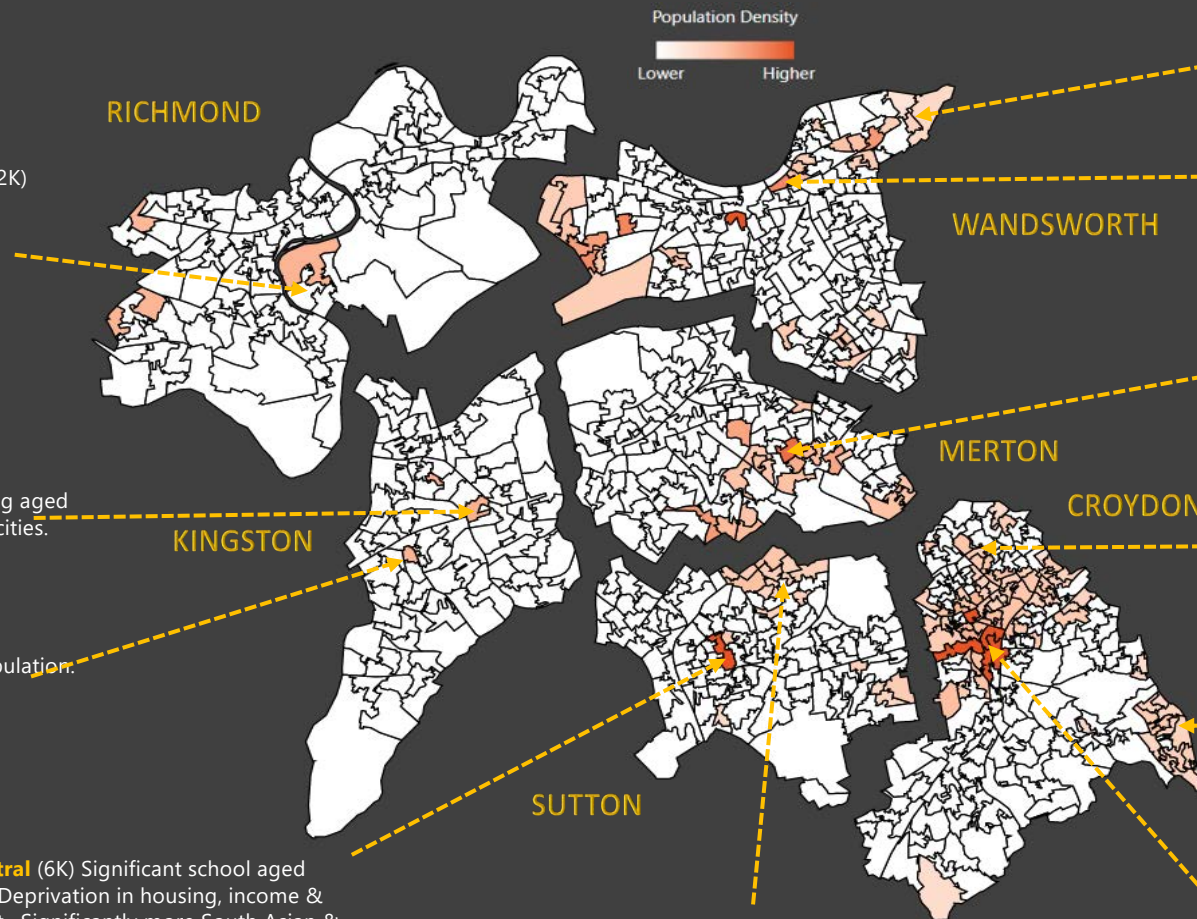 Population Density
Lower Higher
RICHMOND
2K)
WANDSWORTH
MERTON
g aged
cities.
CROYDON
KINGSTON
pulation.
SUTTON
tral (6K) Significant school aged
Deprivation in housing, income &